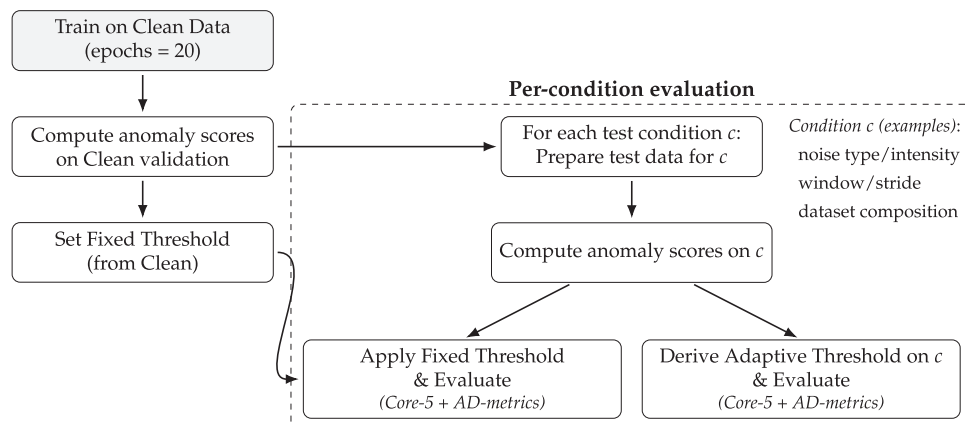 Train on Clean Data
(epochs = 20)
Compute anomaly scores
on Clean validation
Set Fixed Threshold
(from Clean)
Per-condition evaluation
For each test condition c:
Prepare test data for c
Condition c (examples):
noise type/intensity
window/stride
dataset composition
Compute anomaly scores on c
Apply Fixed Threshold
& Evaluate
(Core-5 + AD-metrics)
Derive Adaptive Threshold on c
& Evaluate
(Core-5 + AD-metrics)